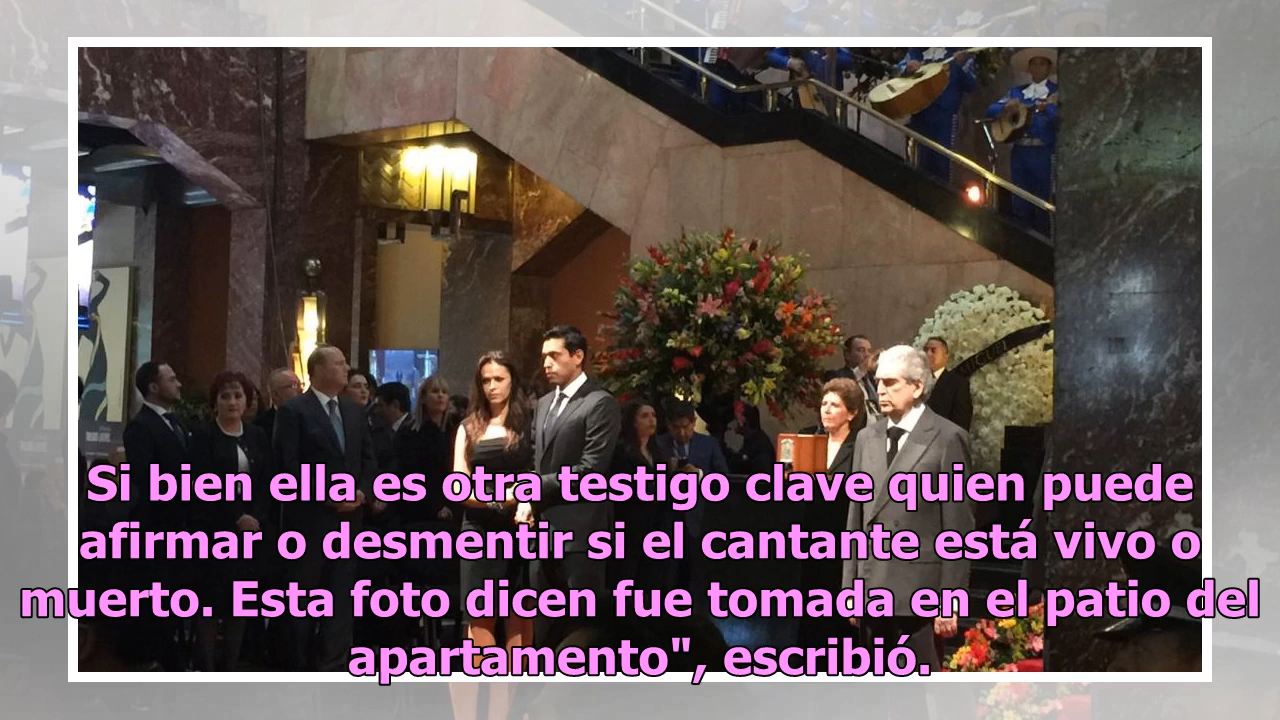 MIGUEL
Si bien ella es otra testigo clave quien puede
afirmar o desmentir si el cantante está vivo o
muerto. Esta foto dicen fue tomada en el patio del
apartamento", escribió.